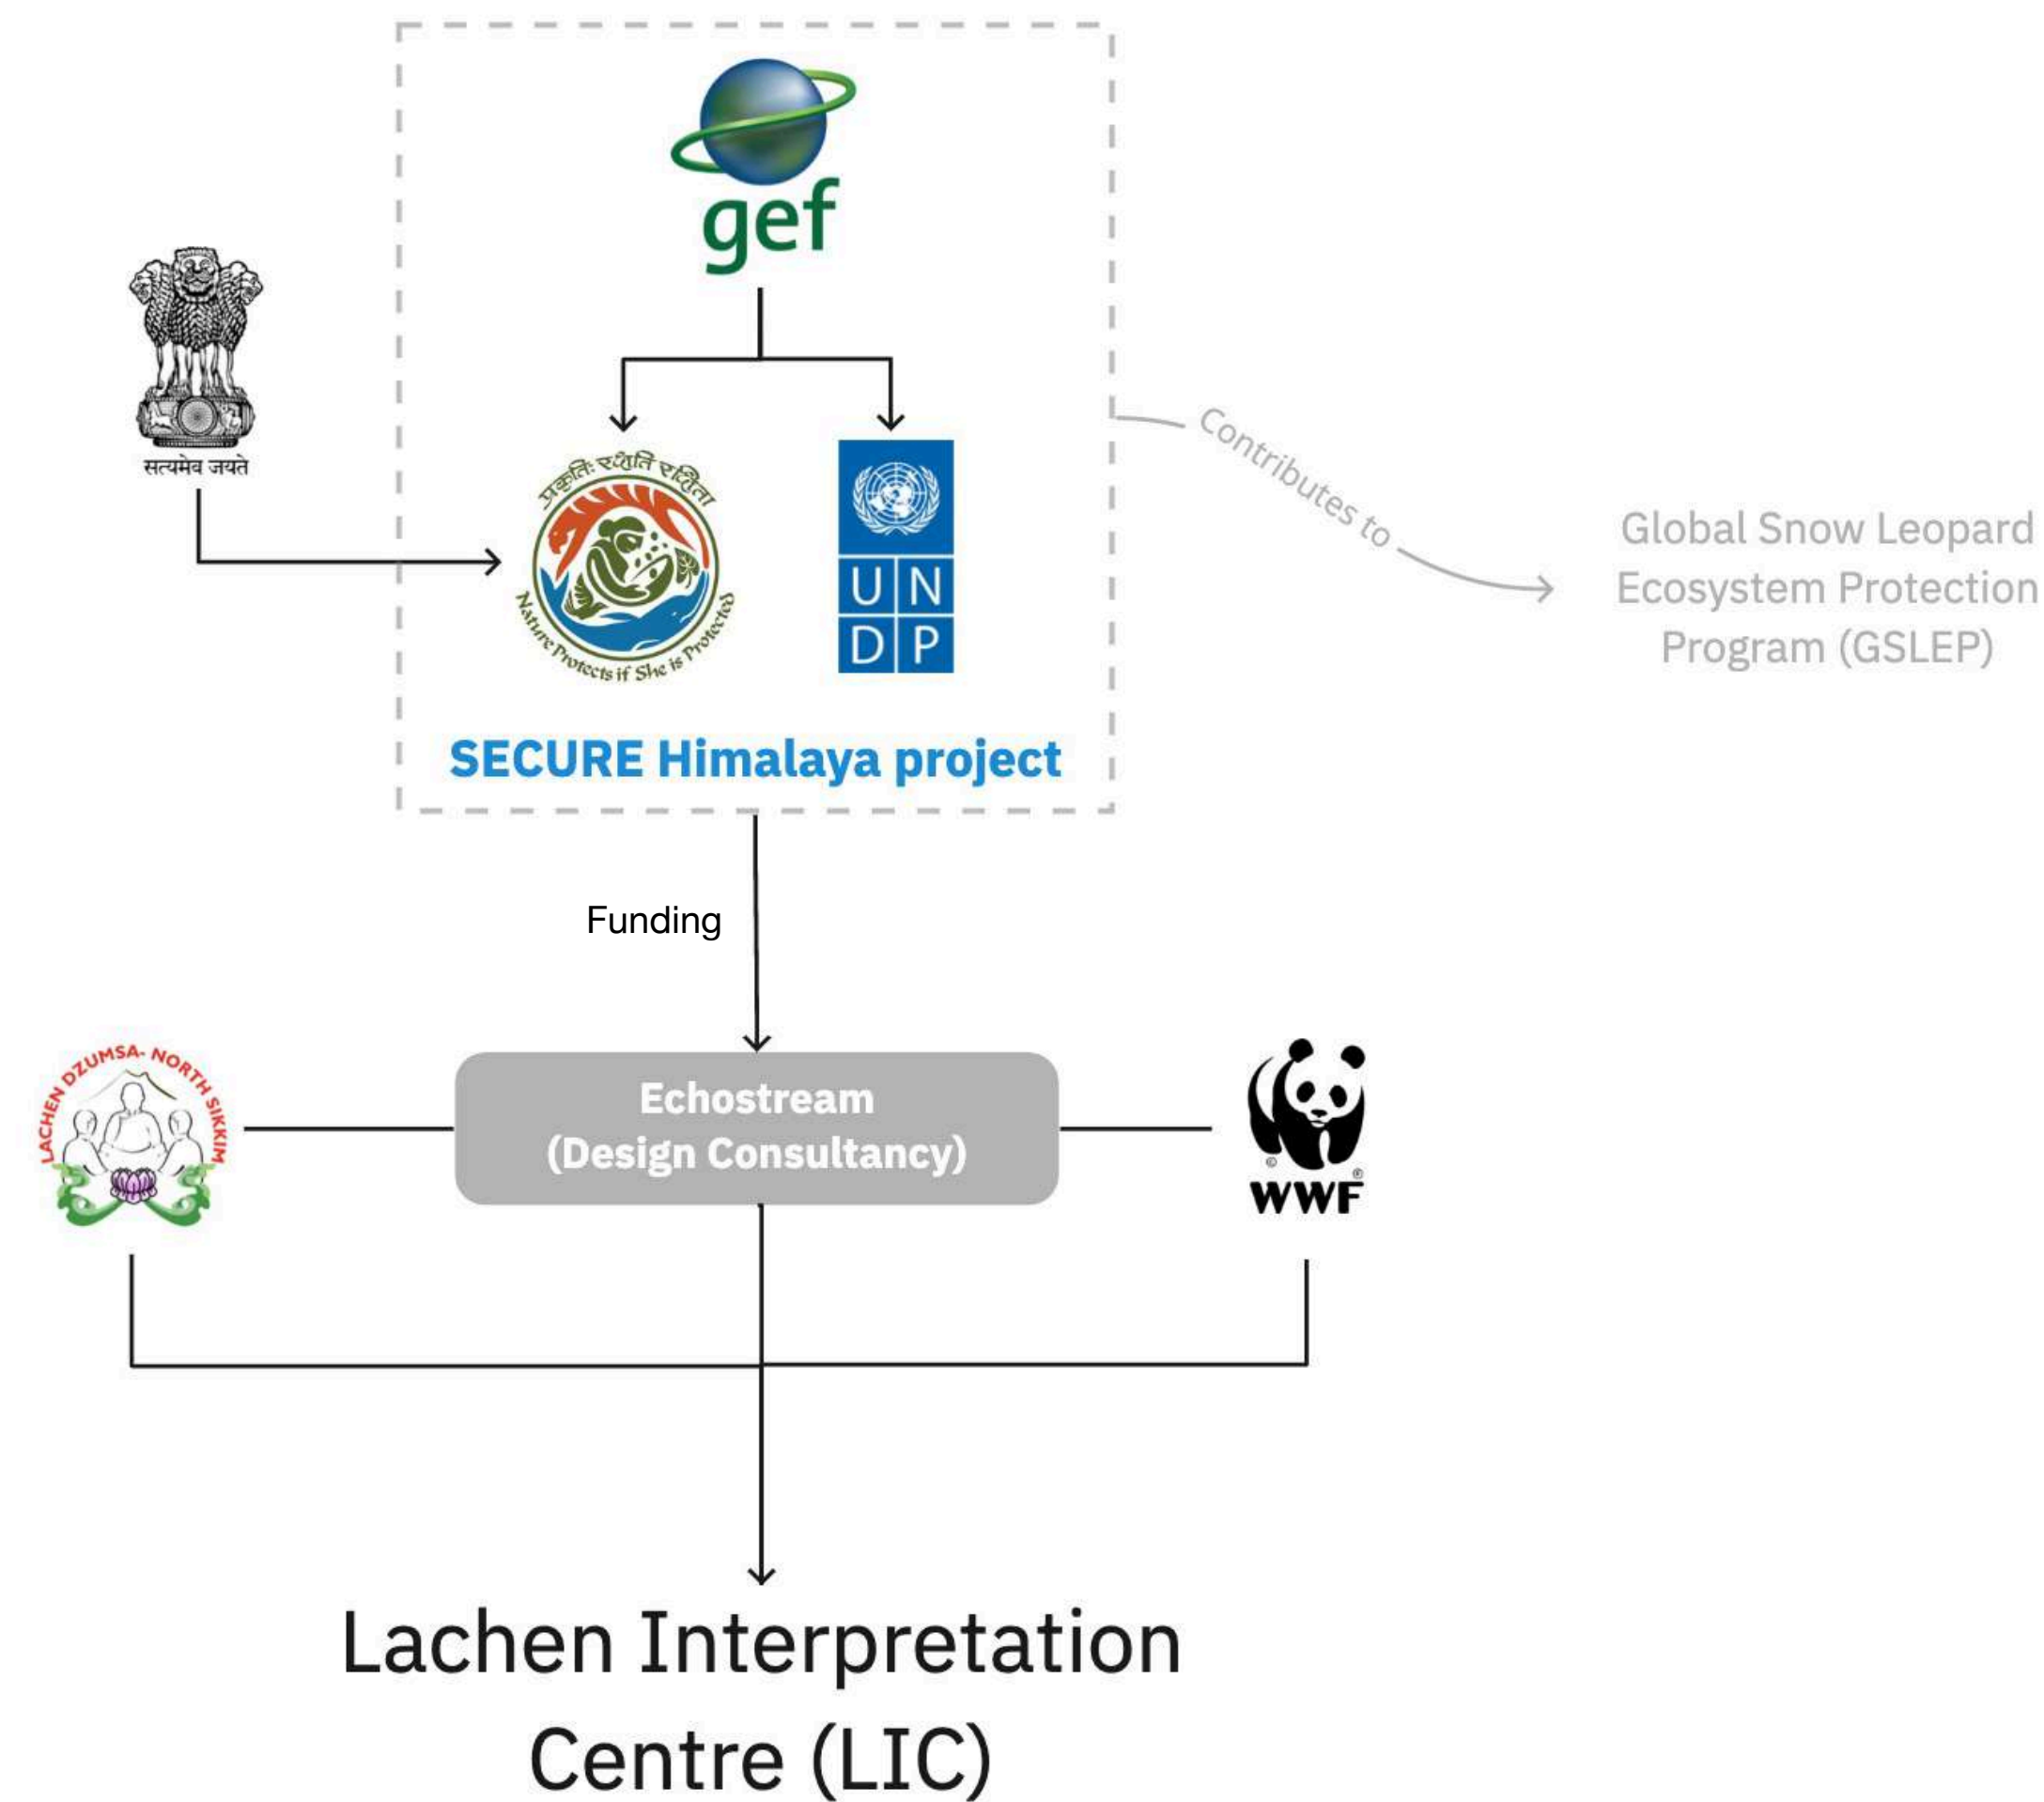 gef
सत्यमेव जयते
प्रकृतिः रक्षति रक्षिता
Nature Protects if She is Protected
U N
D P
SECURE Himalaya project
Contributes to
Global Snow Leopard
Ecosystem Protection
Program (GSLEP)
Funding
LACHEN DZUMSA- NORTH SIKKIM
Echostream
(Design Consultancy)
©
®
WWF
Lachen Interpretation
Centre (LIC)